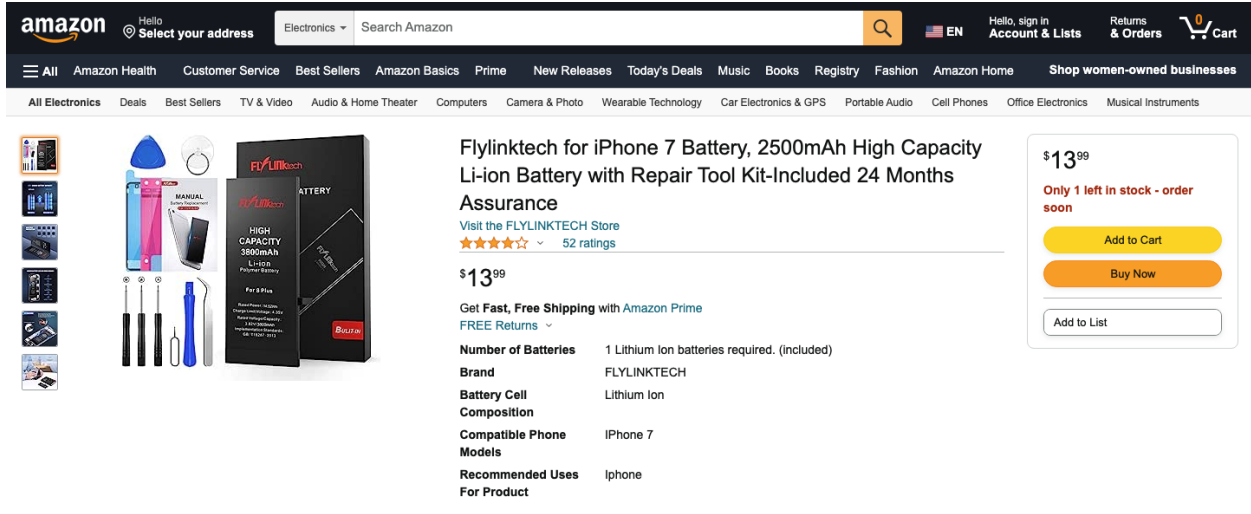 amazon
Hello
Select your address
Electronics
Search Amazon
EN
Hello, sign in
Account & Lists
Returns
& Orders
0
Cart
All
Amazon Health
Customer Service
Best Sellers
Amazon Basics
Prime
New Releases
Today's Deals
Music
Books
Registry
Fashion
Amazon Home
Shop women-owned businesses
All Electronics
Deals
Best Sellers
TV & Video
Audio & Home Theater
Computers
Camera & Photo
Wearable Technology
Car Electronics & GPS
Portable Audio
Cell Phones
Office Electronics
Musical Instruments
FLYLINKtech
BATTERY
MANUAL
Battery Replacement
FLYLINKtech
HIGH
CAPACITY
3800mAh
Li-ion
Polymer Battery
For 8 Plus
FLYLINKtech
BUILT IN
Flylinktech for iPhone 7 Battery, 2500mAh High Capacity
Li-ion Battery with Repair Tool Kit-Included 24 Months
Assurance
Visit the FLYLINKTECH Store
52 ratings
$13.99
Get Fast, Free Shipping with Amazon Prime
FREE Returns
Number of Batteries 1 Lithium Ion batteries required. (included)
Brand FLYLINKTECH
Battery Cell
Composition Lithium Ion
Compatible Phone
Models IPhone 7
Recommended Uses
For Product Iphone
$13.99
Only 1 left in stock - order
soon
Add to Cart
Buy Now
Add to List